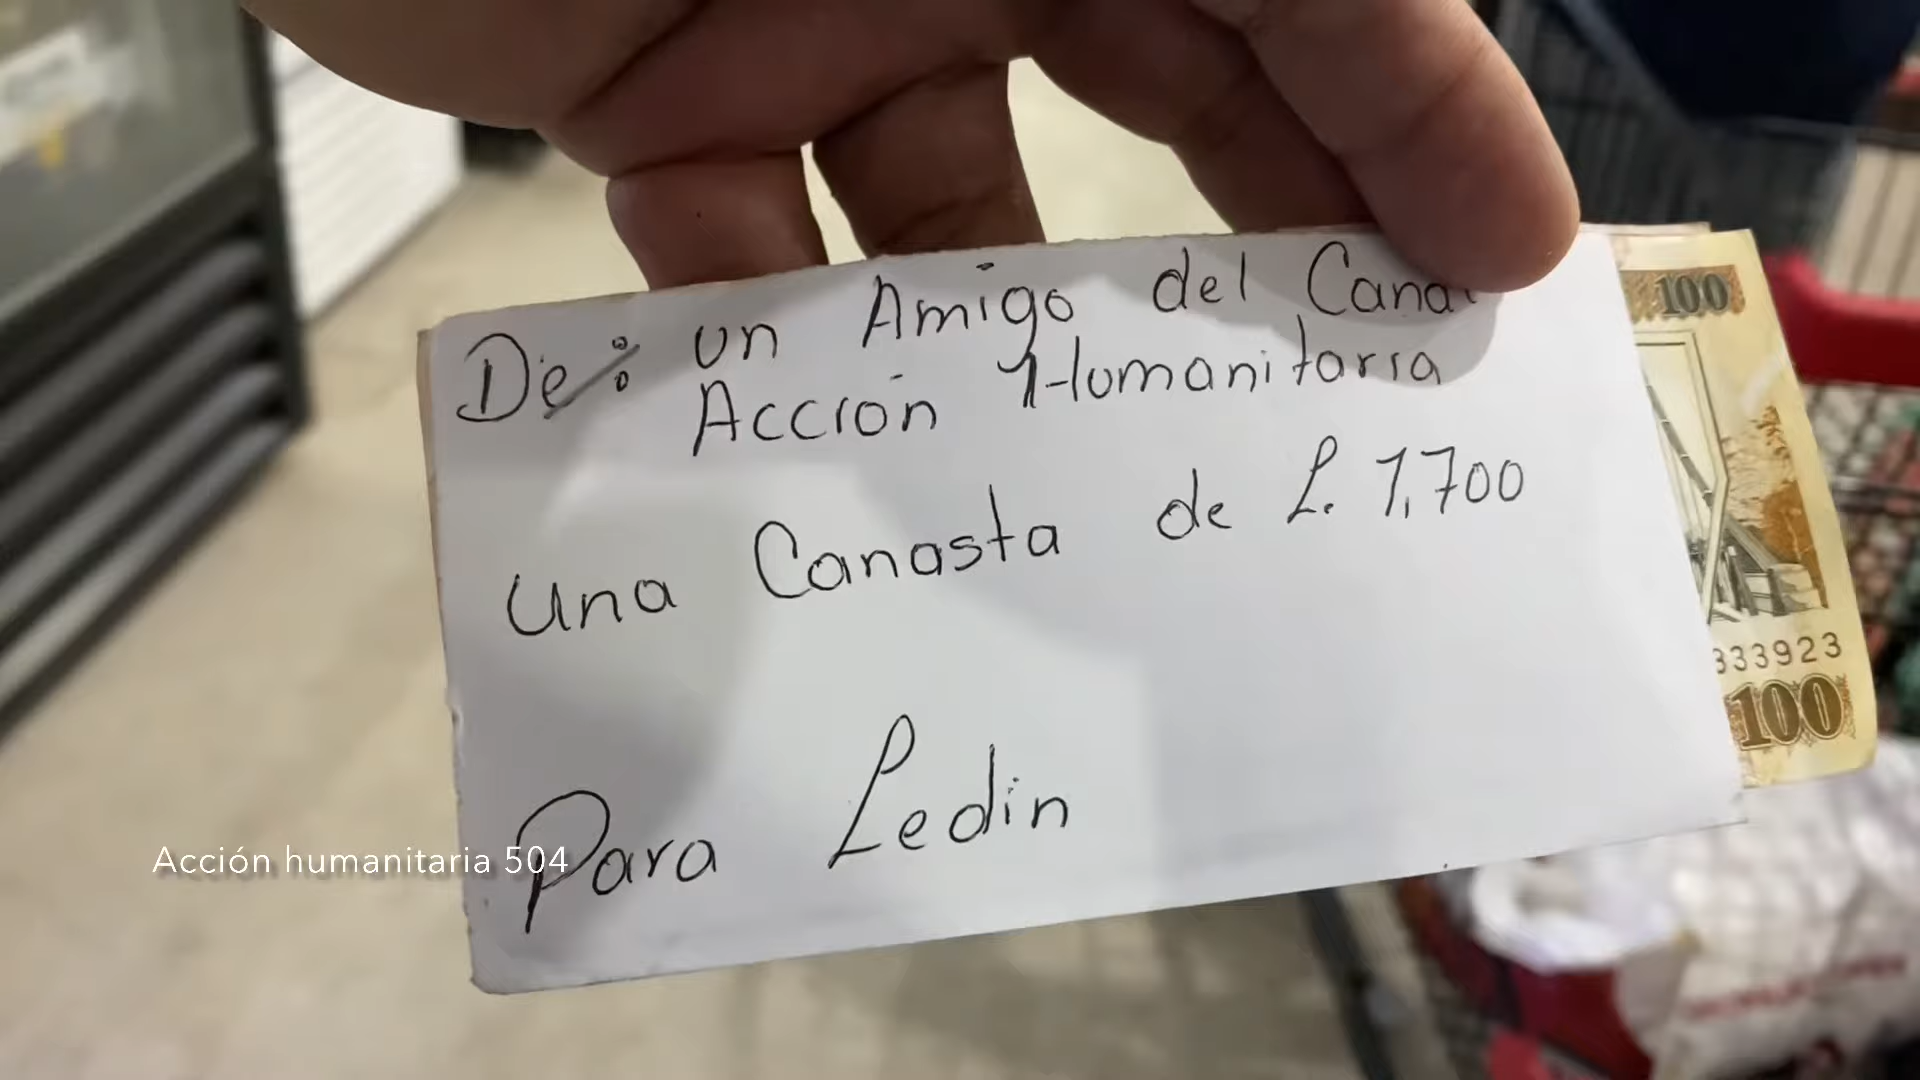 De: un Amigo del Canal
Acción Humanitaria
Una Canasta de L. 1,700
Para Ledin
100
333923
100
Acción humanitaria 504